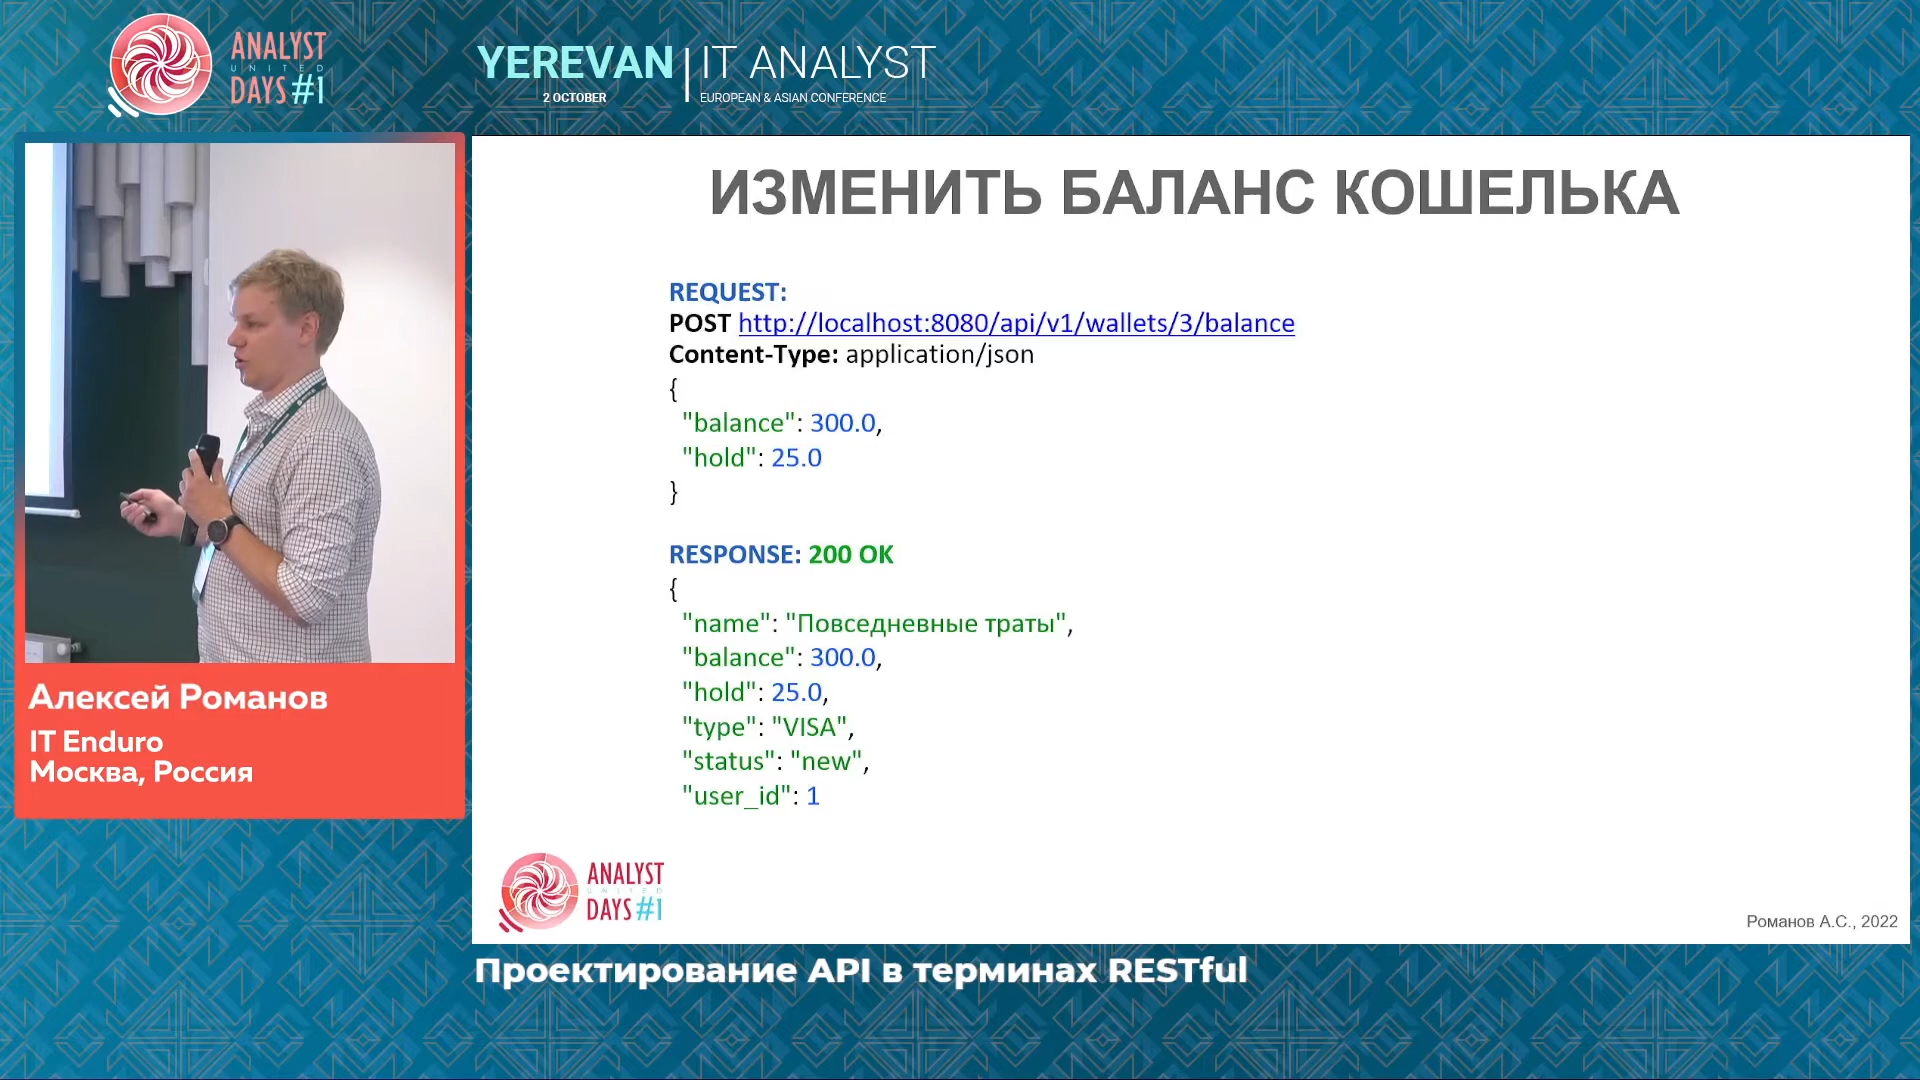 ANALYST
UNITED
DAYS #1
YEREVAN
2 OCTOBER
IT ANALYST
EUROPEAN & ASIAN CONFERENCE
Алексей Романов
IT Enduro
Москва, Россия
ИЗМЕНИТЬ БАЛАНС КОШЕЛЬКА
REQUEST:
POST http://localhost:8080/api/v1/wallets/3/balance
Content-Type: application/json
{
"balance": 300.0,
"hold": 25.0
}
RESPONSE: 200 OK
{
"name": "Повседневные траты",
"balance": 300.0,
"hold": 25.0,
"type": "VISA",
"status": "new",
"user_id": 1
ANALYST
UNITED
DAYS #1
Романов А.С., 2022
Проектирование API в терминах RESTful